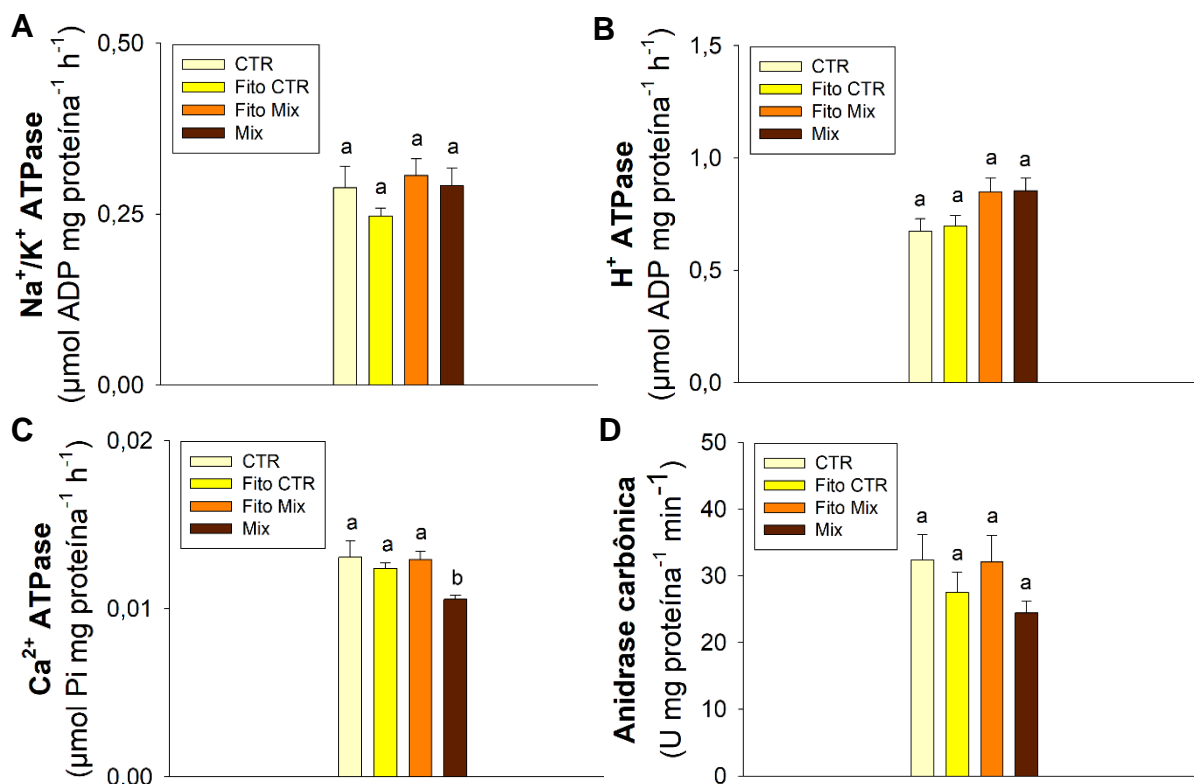 A
Na⁺/K⁺ ATPase
(µmol ADP mg proteína⁻¹ h⁻¹)
0,50
0,25
0,00
CTR
Fito CTR
Fito Mix
Mix
a
a
a
a
B
H⁺ ATPase
(µmol ADP mg proteína⁻¹ h⁻¹)
1,5
1,0
0,5
0,0
CTR
Fito CTR
Fito Mix
Mix
a
a
a
a
C
Ca²⁺ ATPase
(µmol Pi mg proteína⁻¹ h⁻¹)
0,02
0,01
0,00
CTR
Fito CTR
Fito Mix
Mix
a
a
a
b
D
Anidrase carbônica
(U mg proteína⁻¹ min⁻¹)
50
40
30
20
10
0
CTR
Fito CTR
Fito Mix
Mix
a
a
a
a